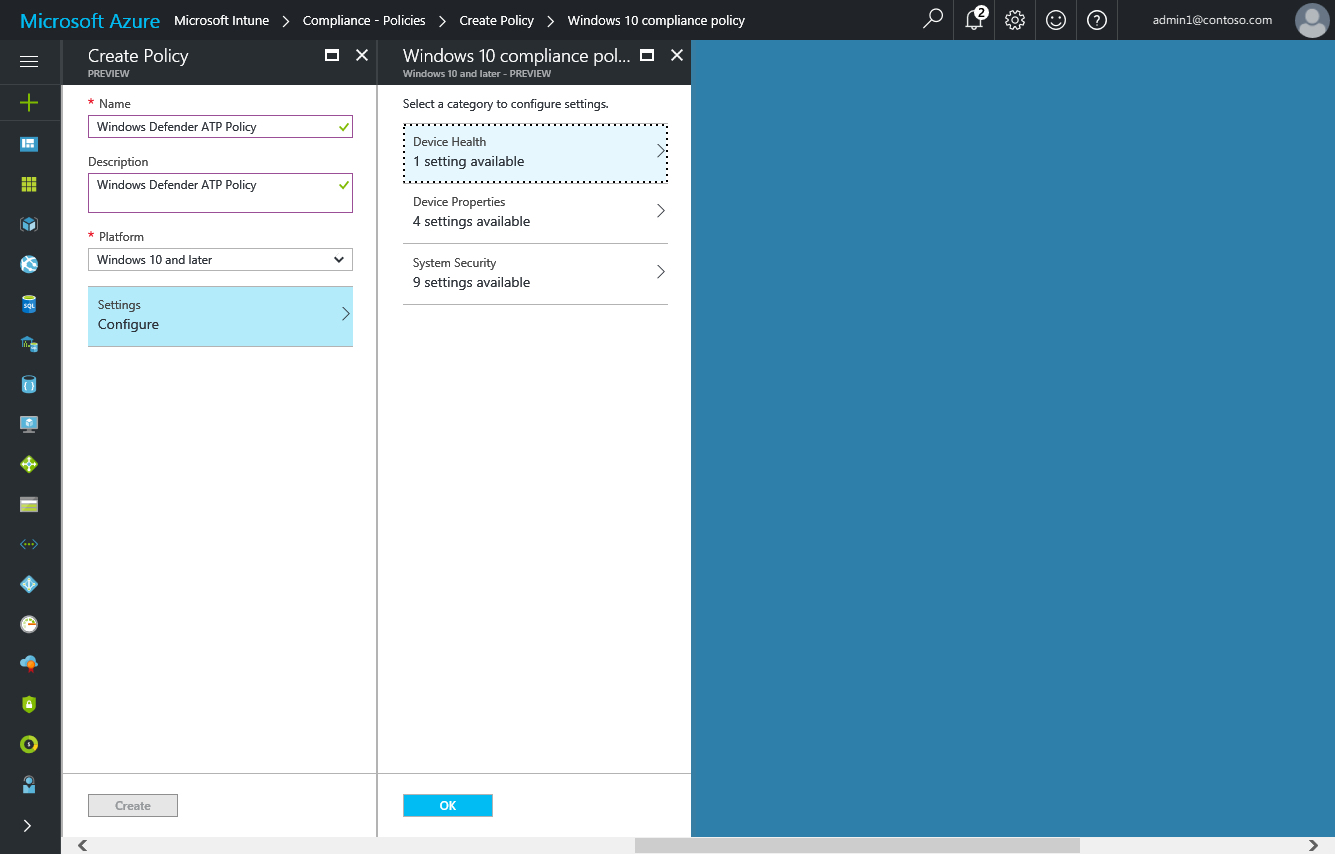 Microsoft Azure Microsoft Intune > Compliance - Policies > Create Policy > Windows 10 compliance policy 2 admin1@contoso.com
Create Policy
PREVIEW
* Name
Windows Defender ATP Policy
Description
Windows Defender ATP Policy
* Platform
Windows 10 and later
Settings
Configure
Create
Windows 10 compliance pol...
Windows 10 and later - PREVIEW
Select a category to configure settings.
Device Health
1 setting available
Device Properties
4 settings available
System Security
9 settings available
OK